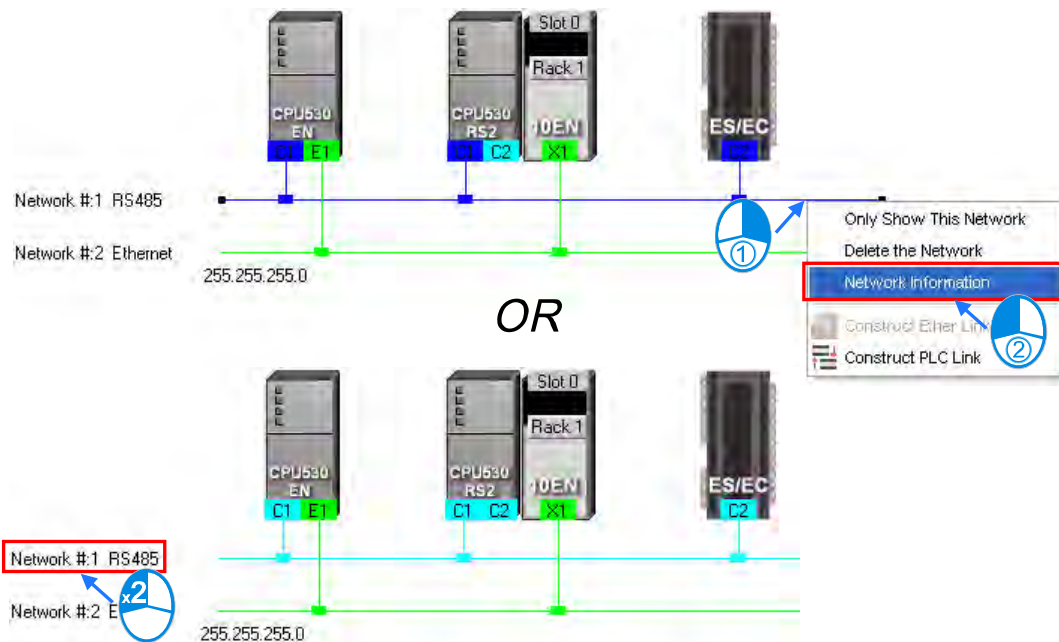 Slot 0
Rack 1
CPU530
EN
CPU530
RS2
10EN
ES/EC
C1 E1
C1 C2
X1
C2
Network #:1 RS485
Only Show This Network
Network #:2 Ethernet
Delete the Network
①
255.255.255.0
Network Information
OR
Construct Ether Link
②
Construct PLC Link
Slot 0
Rack 1
CPU530
EN
CPU530
RS2
10EN
ES/EC
C1 E1
C1 C2
X1
C2
Network #:1 RS485
x2
Network #:2 E
255.255.255.0